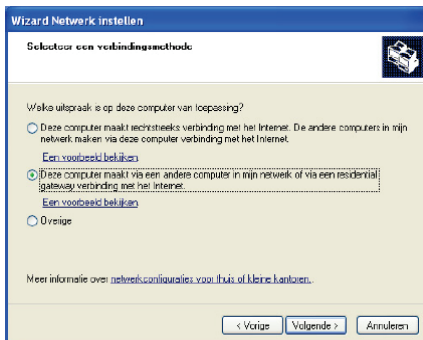 Wizard Netwerk instellen
Selecteer een verbindingsmethode
Welke uitspraak is op deze computer van toepassing?
Deze computer maakt rechtstreeks verbinding met het Internet. De andere computers in mijn
netwerk maken via deze computer verbinding met het Internet.
Een voorbeeld bekijken.
Deze computer maakt via een andere computer in mijn netwerk of via een residential
gateway verbinding met het Internet.
Een voorbeeld bekijken.
Overige
Meer informatie over netwerkconfiguraties voor thuis of kleine kantoren..
< Vorige
Volgende >
Annuleren